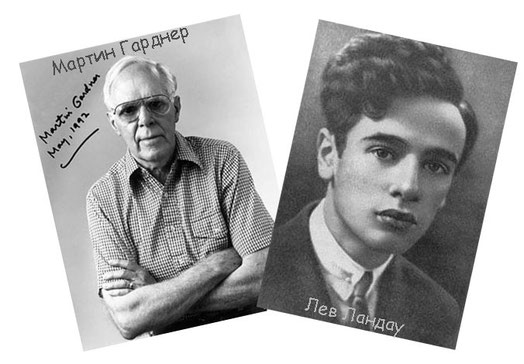 Мартин Гарднер
Martin Gardner
May, 1992
Лев Ландау